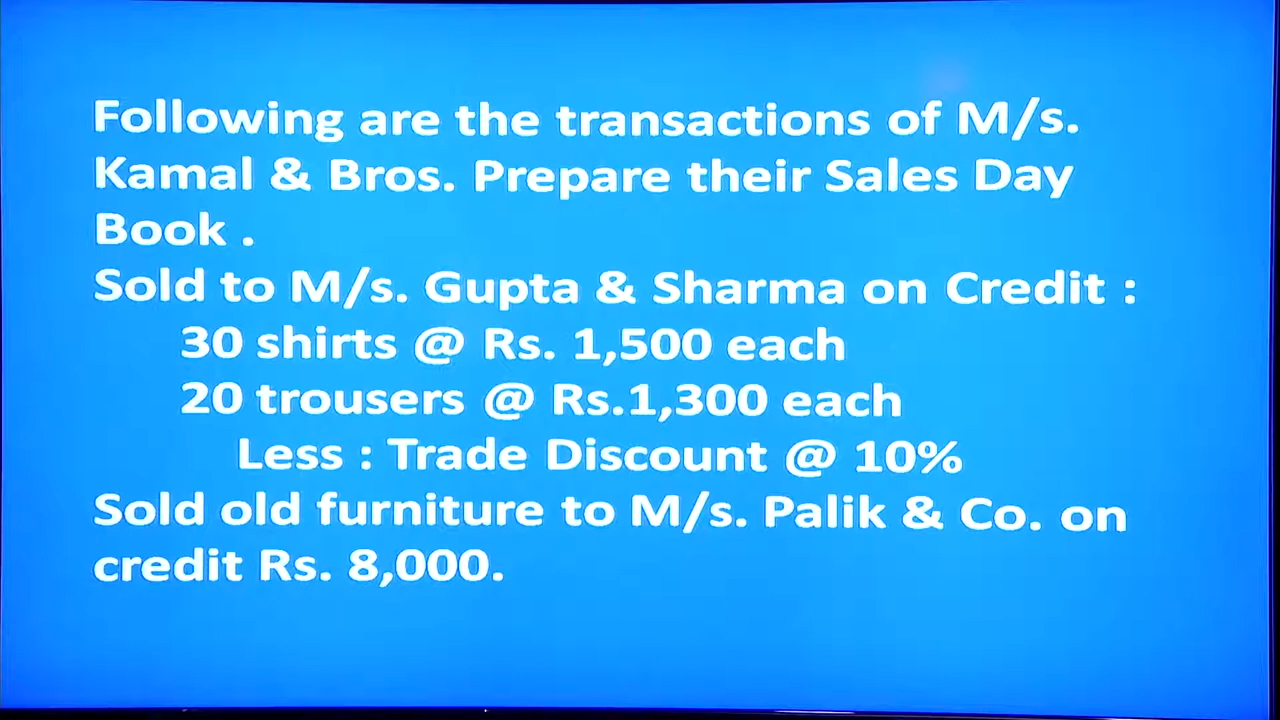 Following are the transactions of M/s.
Kamal & Bros. Prepare their Sales Day
Book .
Sold to M/s. Gupta & Sharma on Credit :
30 shirts @ Rs. 1,500 each
20 trousers @ Rs.1,300 each
Less : Trade Discount @ 10%
Sold old furniture to M/s. Palik & Co. on
credit Rs. 8,000.